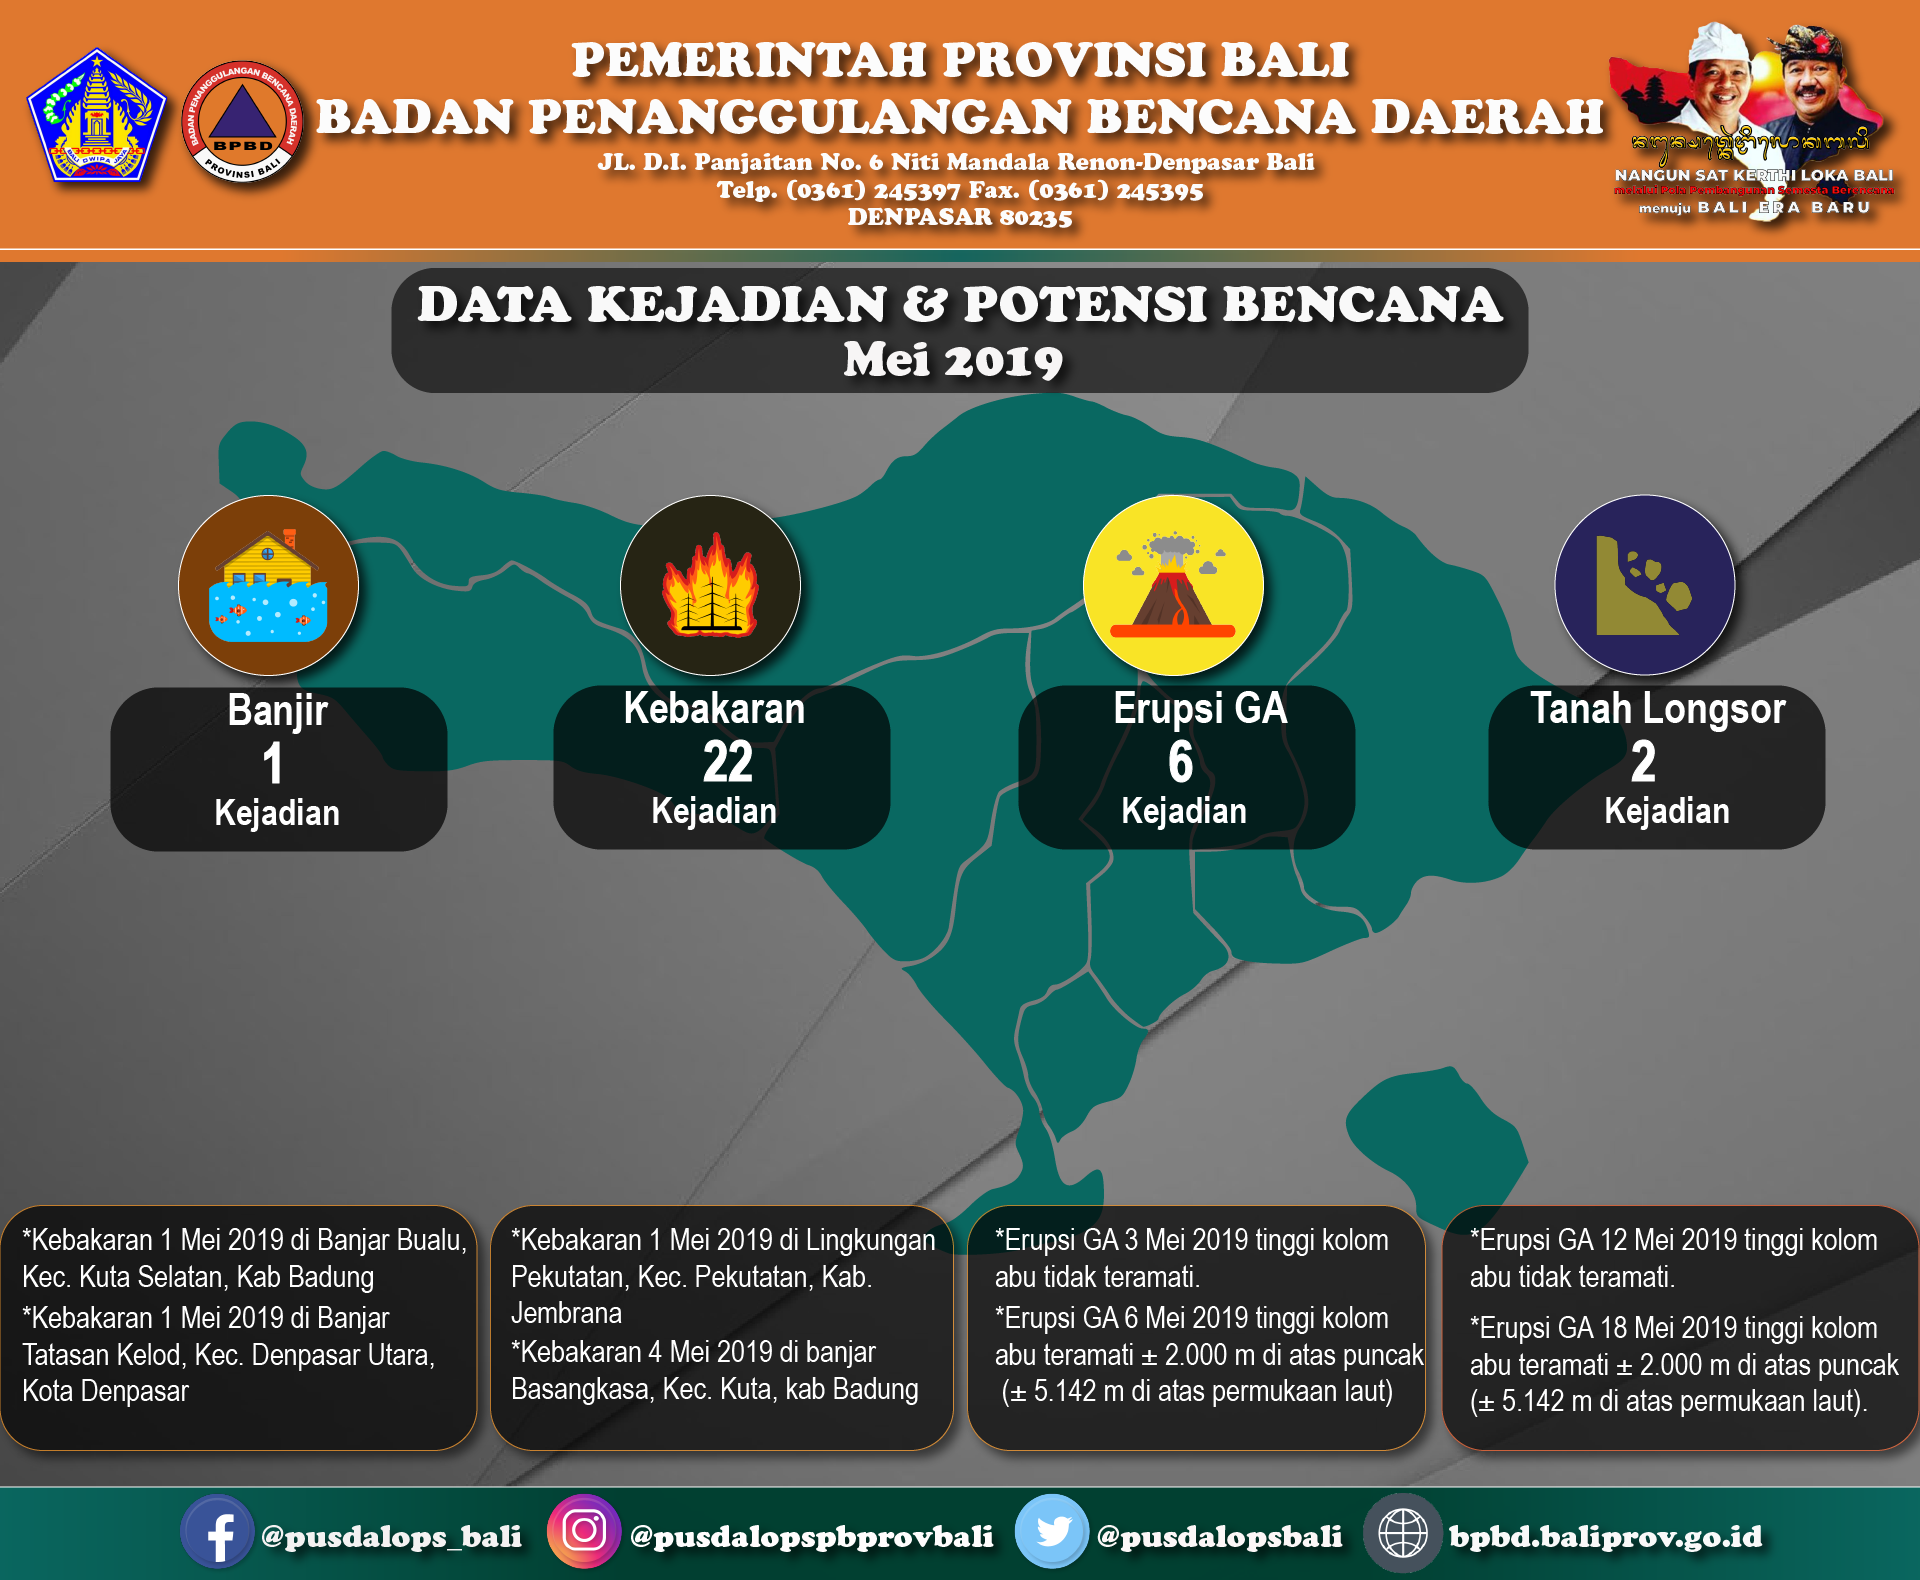 PEMERINTAH PROVINSI BALI
BADAN PENANGGULANGAN BENCANA DAERAH
JL. D.I. Panjaitan No. 6 Niti Mandala Renon-Denpasar Bali
Telp. (0361) 245397 Fax. (0361) 245395
DENPASAR 80235
BALI DWIPA JAYA
BADAN PENANGGULANGAN BENCANA DAERAH
BPBD
PROVINSI BALI
NANGUN SAT KERTHI LOKA BALI
melalui Pola Pembangunan Semesta Berencana
menuju BALI ERA BARU
DATA KEJADIAN & POTENSI BENCANA
Mei 2019
Banjir
1
Kejadian
Kebakaran
22
Kejadian
Erupsi GA
6
Kejadian
Tanah Longsor
2
Kejadian
*Kebakaran 1 Mei 2019 di Banjar Bualu,
Kec. Kuta Selatan, Kab Badung
*Kebakaran 1 Mei 2019 di Banjar
Tatasan Kelod, Kec. Denpasar Utara,
Kota Denpasar
*Kebakaran 1 Mei 2019 di Lingkungan
Pekutatan, Kec. Pekutatan, Kab.
Jembrana
*Kebakaran 4 Mei 2019 di banjar
Basangkasa, Kec. Kuta, kab Badung
*Erupsi GA 3 Mei 2019 tinggi kolom
abu tidak teramati.
*Erupsi GA 6 Mei 2019 tinggi kolom
abu teramati ± 2.000 m di atas puncak
(± 5.142 m di atas permukaan laut)
*Erupsi GA 12 Mei 2019 tinggi kolom
abu tidak teramati.
*Erupsi GA 18 Mei 2019 tinggi kolom
abu teramati ± 2.000 m di atas puncak
(± 5.142 m di atas permukaan laut).
@pusdalops_bali
@pusdalopspbprovbali
@pusdalopsbali
bpbd.baliprov.go.id